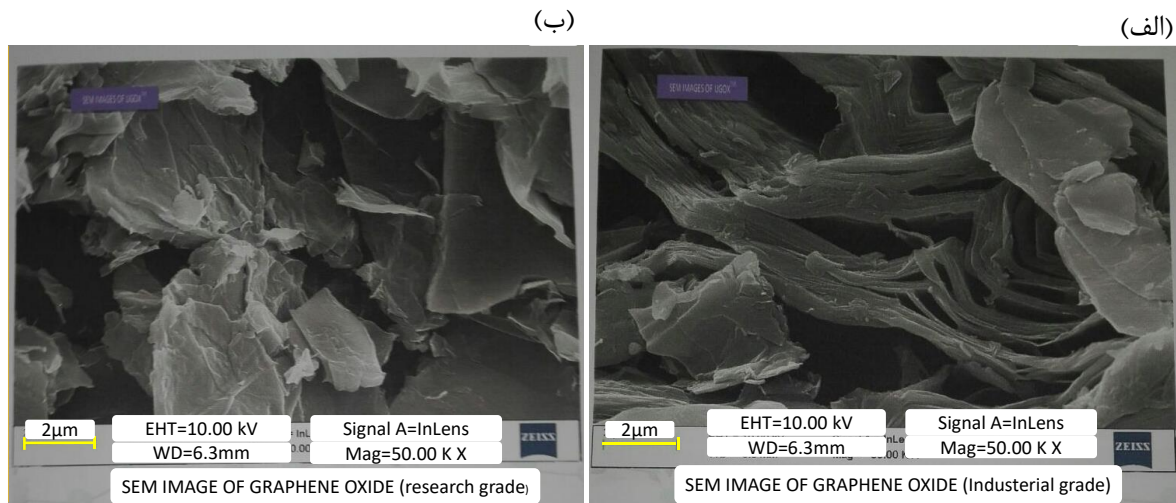 (الف)
SEM IMAGES OF UGOX
2µm
EHT=10.00 kV
WD=6.3mm
Signal A=InLens
Mag=50.00 K X
ZEISS
SEM IMAGE OF GRAPHENE OXIDE (Industerial grade)
(ب)
SEM IMAGES OF UGOX
2µm
EHT=10.00 kV
WD=6.3mm
Signal A=InLens
Mag=50.00 K X
ZEISS
SEM IMAGE OF GRAPHENE OXIDE (research grade)